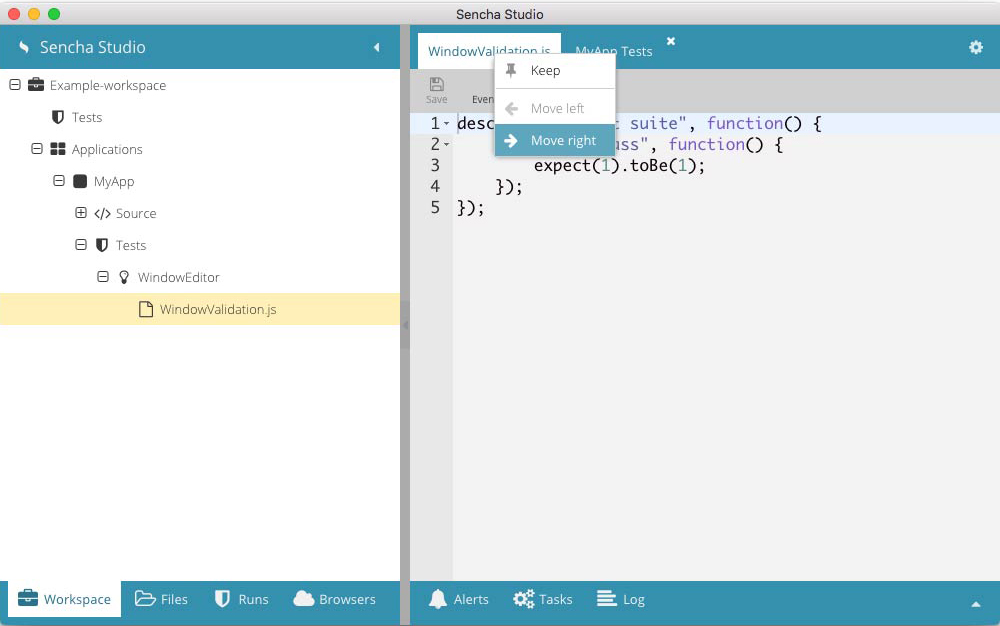 Sencha Studio
Sencha Studio
Example-workspace
Tests
Applications
MyApp
Source
Tests
WindowEditor
WindowValidation.js
Workspace
Files
Runs
Browsers
WindowValidation.js
MyApp Tests
Keep
Move left
Move right
Save
Even
1 desc suite", function() {
2 ss", function() {
3 expect(1).toBe(1);
4 });
5 });
Alerts
Tasks
Log